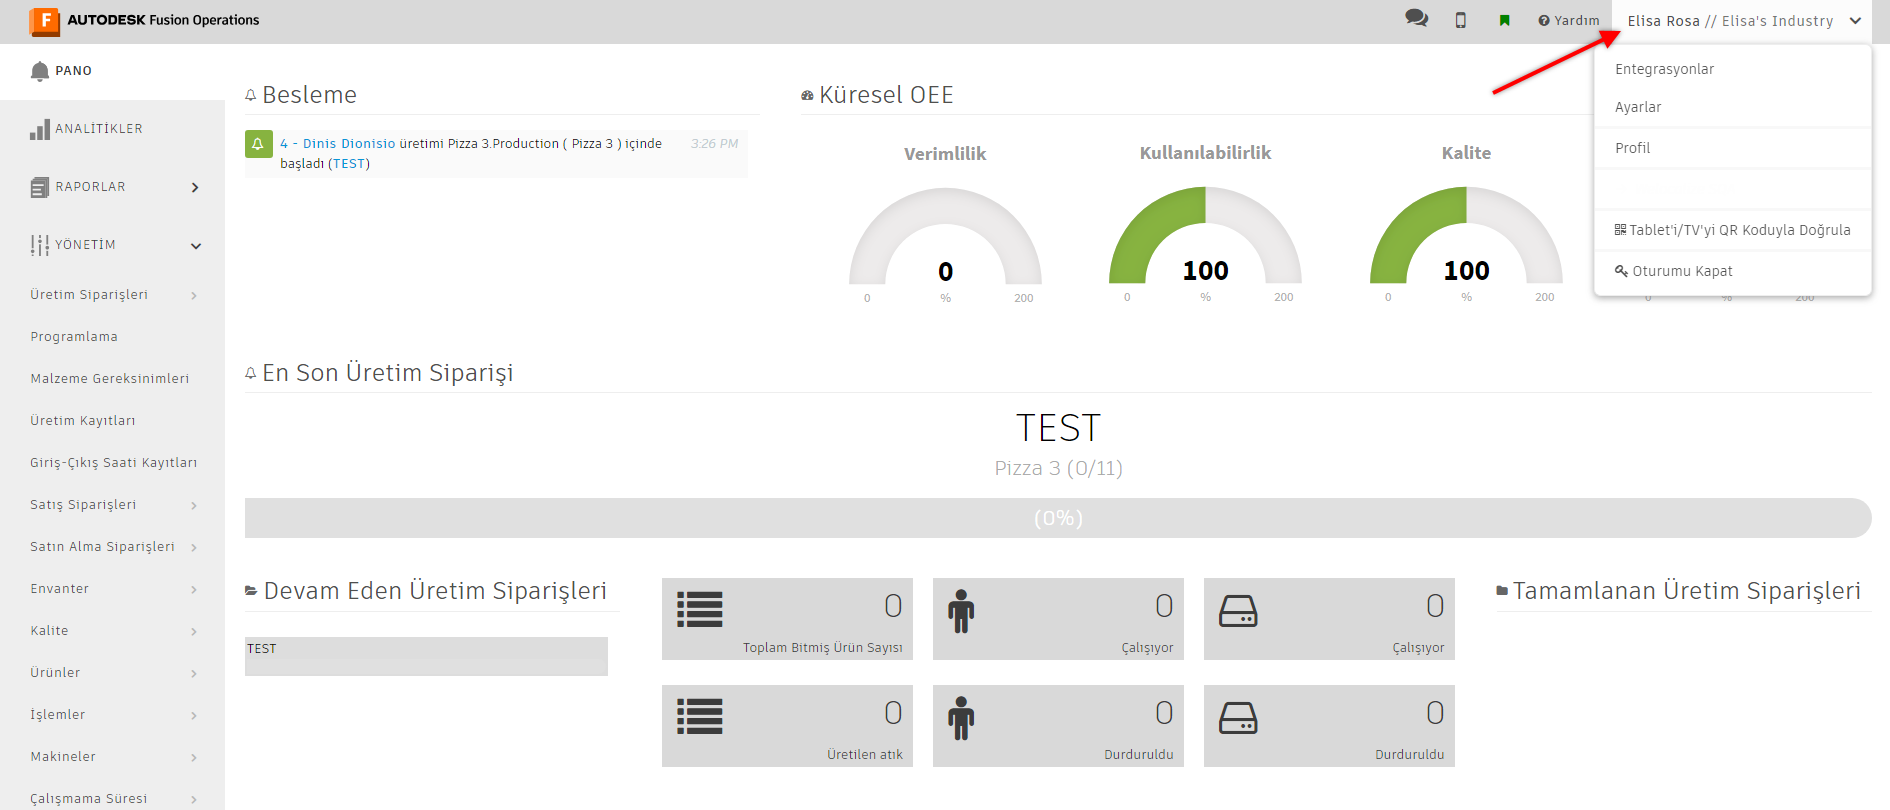 AUTODESK Fusion Operations
Yardım
Elisa Rosa // Elisa's Industry
Entegrasyonlar
Ayarlar
Profil
Tablet'i/TV'yi QR Koduyla Doğrula
Oturumu Kapat
PANO
ANALİTİKLER
RAPORLAR
YÖNETİM
Üretim Siparişleri
Programlama
Malzeme Gereksinimleri
Üretim Kayıtları
Giriş-Çıkış Saati Kayıtları
Satış Siparişleri
Satın Alma Siparişleri
Envanter
Kalite
Ürünler
İşlemler
Makineler
Çalışmama Süresi
Besleme
4 - Dinis Dionisio üretimi Pizza 3.Production ( Pizza 3 ) içinde
başladı (TEST)
3:26 PM
Küresel OEE
Verimlilik
0
0 % 200
Kullanılabilirlik
100
0 % 200
Kalite
100
0 % 200
0 % 200
En Son Üretim Siparişi
TEST
Pizza 3 (0/11)
(0%)
Devam Eden Üretim Siparişleri
TEST
0
Toplam Bitmiş Ürün Sayısı
0
Çalışıyor
0
Çalışıyor
0
Üretilen atık
0
Durduruldu
0
Durduruldu
Tamamlanan Üretim Siparişleri